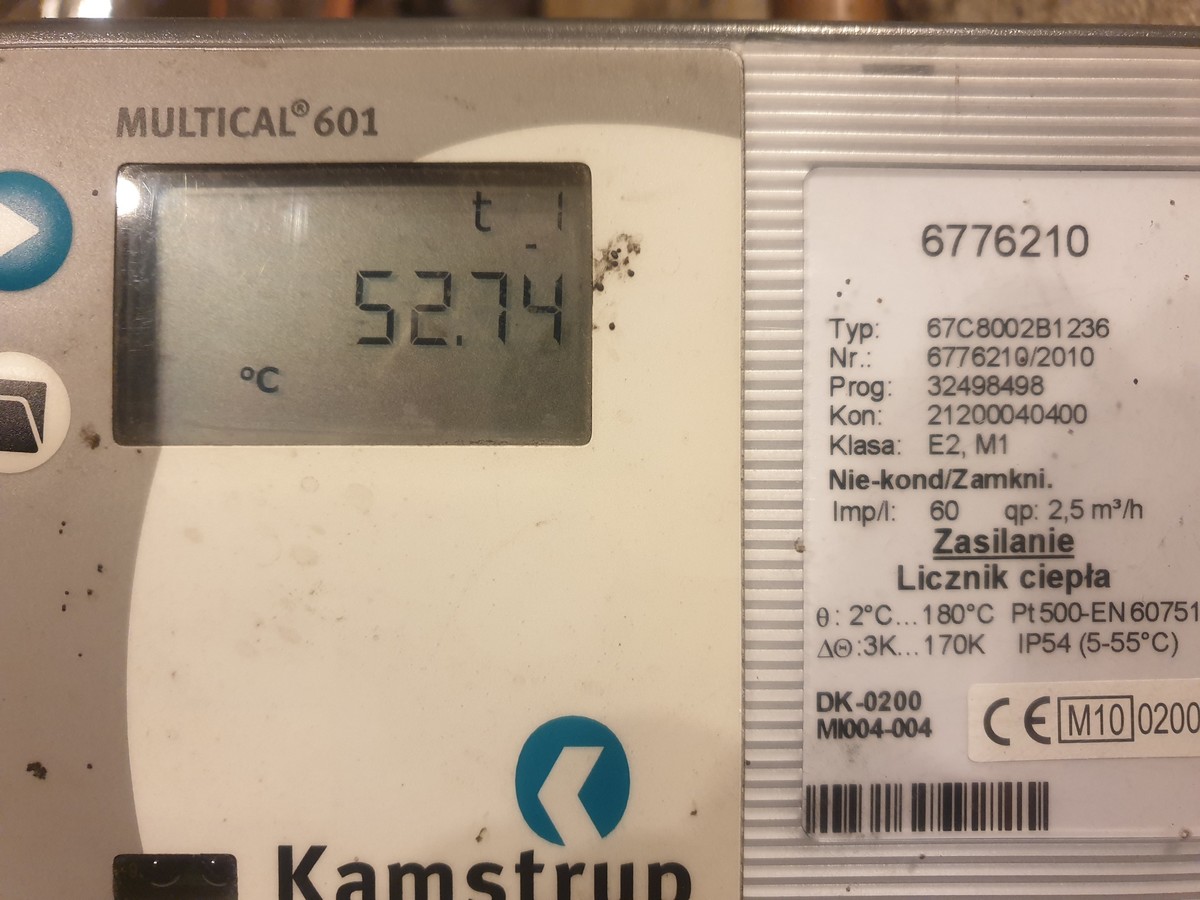 MULTICAL® 601
t 1
52.74
°C
Kamstrup
6776210
Typ: 67C8002B1236
Nr.: 6776210/2010
Prog: 32498498
Kon: 21200040400
Klasa: E2, M1
Nie-kond/Zamkni.
Imp/l: 60 qp: 2,5 m³/h
Zasilanie
Licznik ciepła
θ: 2°C...180°C Pt 500-EN 60751
ΔΘ:3K...170K IP54 (5-55°C)
DK-0200
MI004-004
CE M10 0200